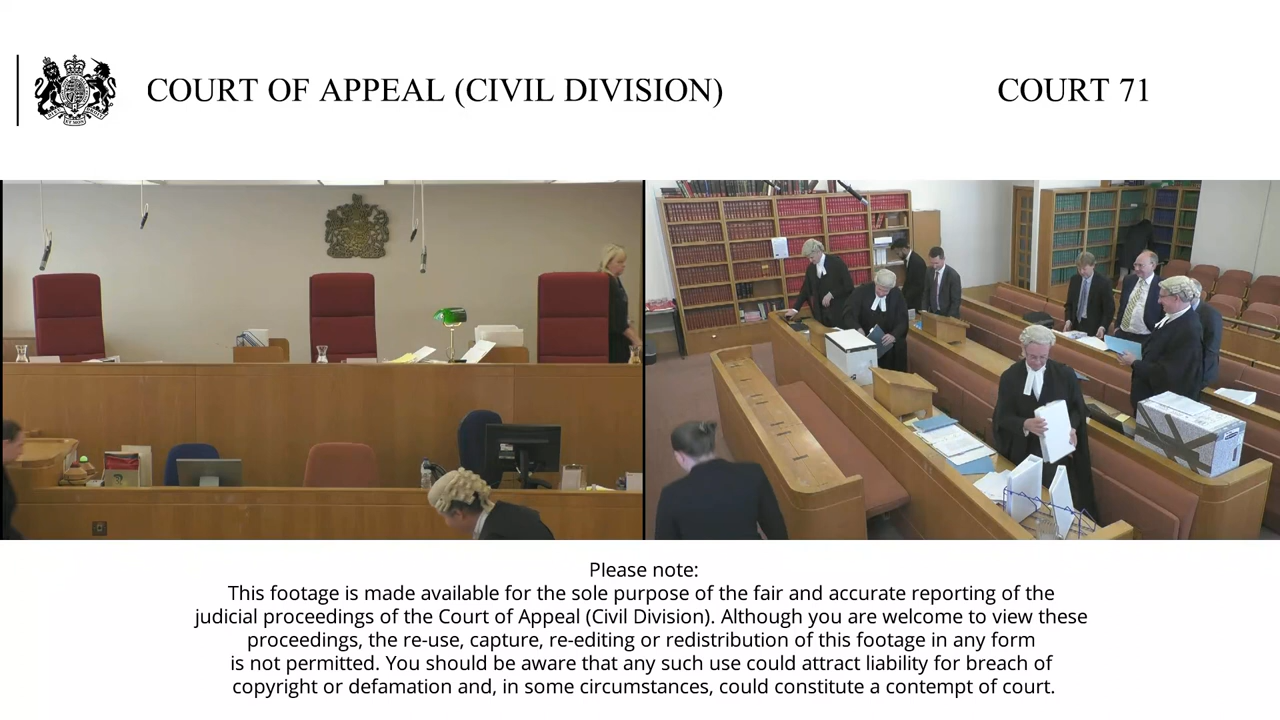 COURT OF APPEAL (CIVIL DIVISION)
COURT 71
Please note:
This footage is made available for the sole purpose of the fair and accurate reporting of the
judicial proceedings of the Court of Appeal (Civil Division). Although you are welcome to view these
proceedings, the re-use, capture, re-editing or redistribution of this footage in any form
is not permitted. You should be aware that any such use could attract liability for breach of
copyright or defamation and, in some circumstances, could constitute a contempt of court.